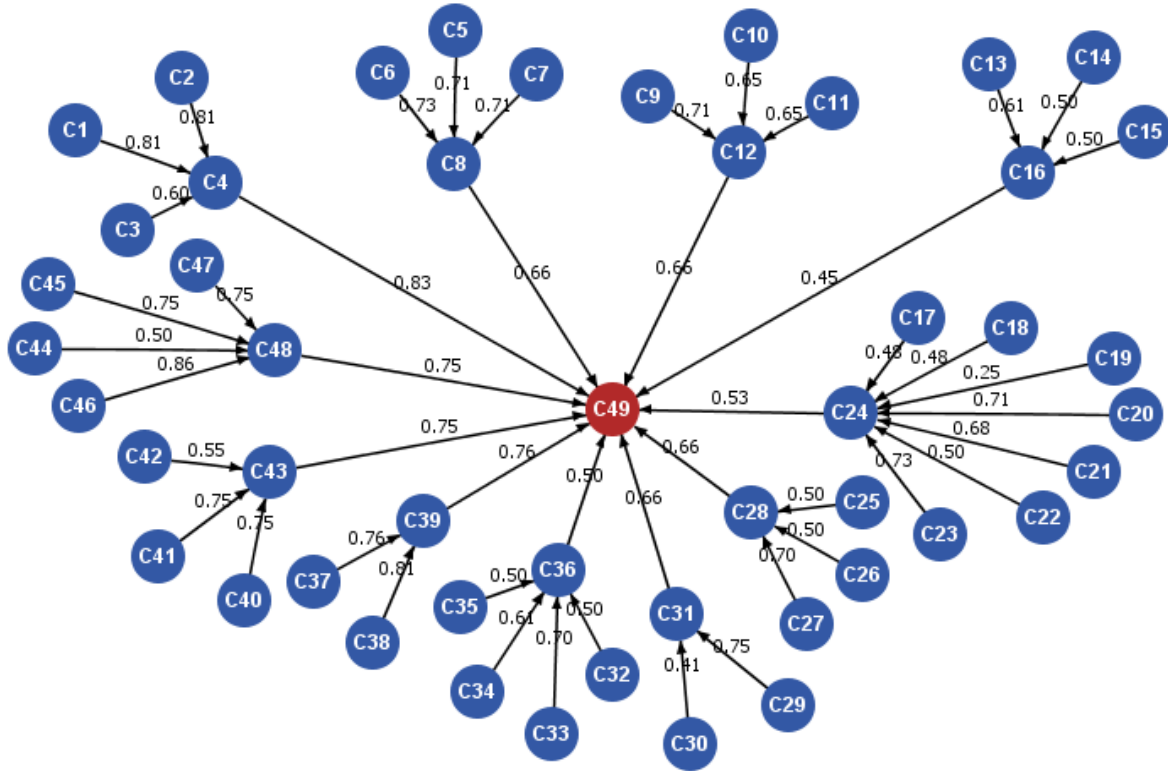 C5
C10
C6
C7
C13
C14
C2
C9
C11
C1
C15
C12
C8
C16
C4
C3
0.81
0.81
0.60
0.73
0.71
0.71
0.71
0.65
0.65
0.61
0.50
0.50
0.83
0.66
0.66
0.45
C47
C45
C44
C46
C48
0.75
0.75
0.50
0.86
0.75
C17
C18
C19
C20
C21
C22
C23
C24
0.48
0.48
0.25
0.71
0.68
0.50
0.73
0.53
C49
C42
C41
C40
C43
0.55
0.75
0.75
0.75
C39
C37
C38
0.76
0.81
0.76
C36
C35
C34
C33
C32
0.50
0.61
0.70
0.50
0.50
C31
C30
C29
0.41
0.75
0.66
C28
C25
C26
C27
0.50
0.50
0.70
0.66